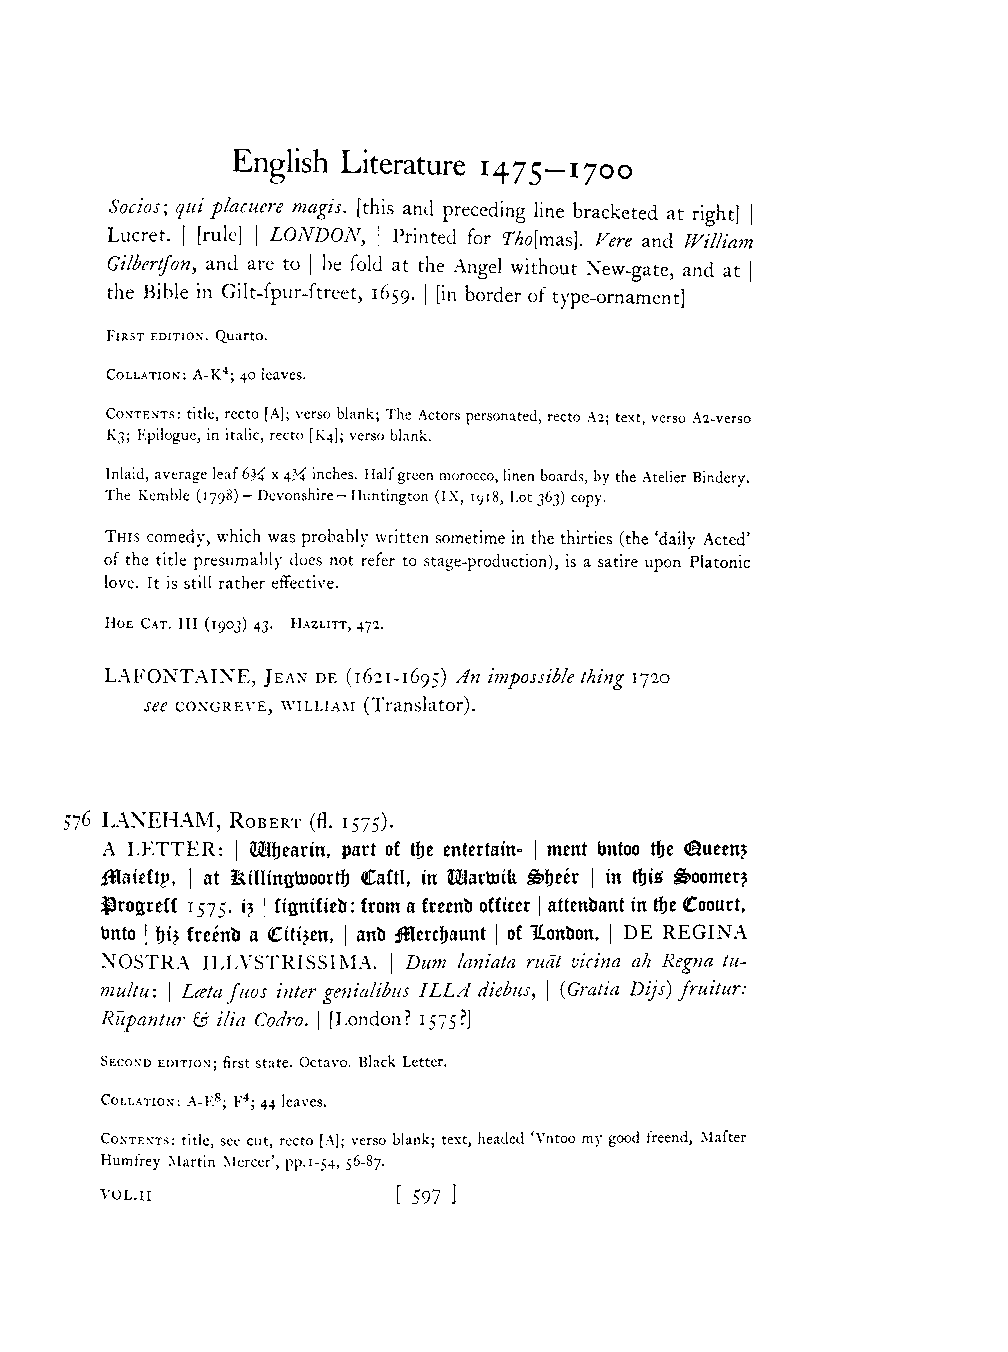 English Literature 1475–1700
Socios; qui placuere magis. [this and preceding line bracketed at right] |
Lucret. | [rule] | LONDON, | Printed for Tho[mas]. Vere and William
Gilbertſon, and are to | be ſold at the Angel without New-gate, and at |
the Bible in Gilt-ſpur-ſtreet, 1659. | [in border of type-ornament]
FIRST EDITION. Quarto.
COLLATION: A-K⁴; 40 leaves.
CONTENTS: title, recto [A]; verso blank; The Actors personated, recto A2; text, verso A2-verso
K3; Epilogue, in italic, recto [K4]; verso blank.
Inlaid, average leaf 6¾ x 4¾ inches. Half green morocco, linen boards, by the Atelier Bindery.
The Kemble (1798) – Devonshire – Huntington (IX, 1918, Lot 363) copy.
THIS comedy, which was probably written sometime in the thirties (the ‘daily Acted’
of the title presumably does not refer to stage-production), is a satire upon Platonic
love. It is still rather effective.
HOE CAT. III (1903) 43. HAZLITT, 472.
LAFONTAINE, JEAN DE (1621-1695) An impossible thing 1720
see CONGREVE, WILLIAM (Translator).
576 LANEHAM, ROBERT (fl. 1575).
A LETTER: | Whearin, part of the entertain- | ment vntoo the Queenz
Maieſty, | at Killingwoorth Caſtl, in Warwik Sheér | in this Soomerz
Progreſſ 1575. iz | ſignified: from a freend officer | attendant in the Coourt,
vnto | hiz freénd a Citizen, | and Merchaunt | of London. | DE REGINA
NOSTRA ILLVSTRISSIMA. | Dum laniata ruāt vicina ab Regna tu-
multu: | Læta ſuos inter genialibus ILLA diebus, | (Gratia Dijs) fruitur:
Rūpantur & ilia Codro. | [London? 1575?]
SECOND EDITION; first state. Octavo. Black Letter.
COLLATION: A-E⁸; F⁴; 44 leaves.
CONTENTS: title, see cut, recto [A]; verso blank; text, headed ‘Vntoo my good freend, Maſter
Humfrey Martin Mercer’, pp.1-54, 56-87.
VOL.II [ 597 ]